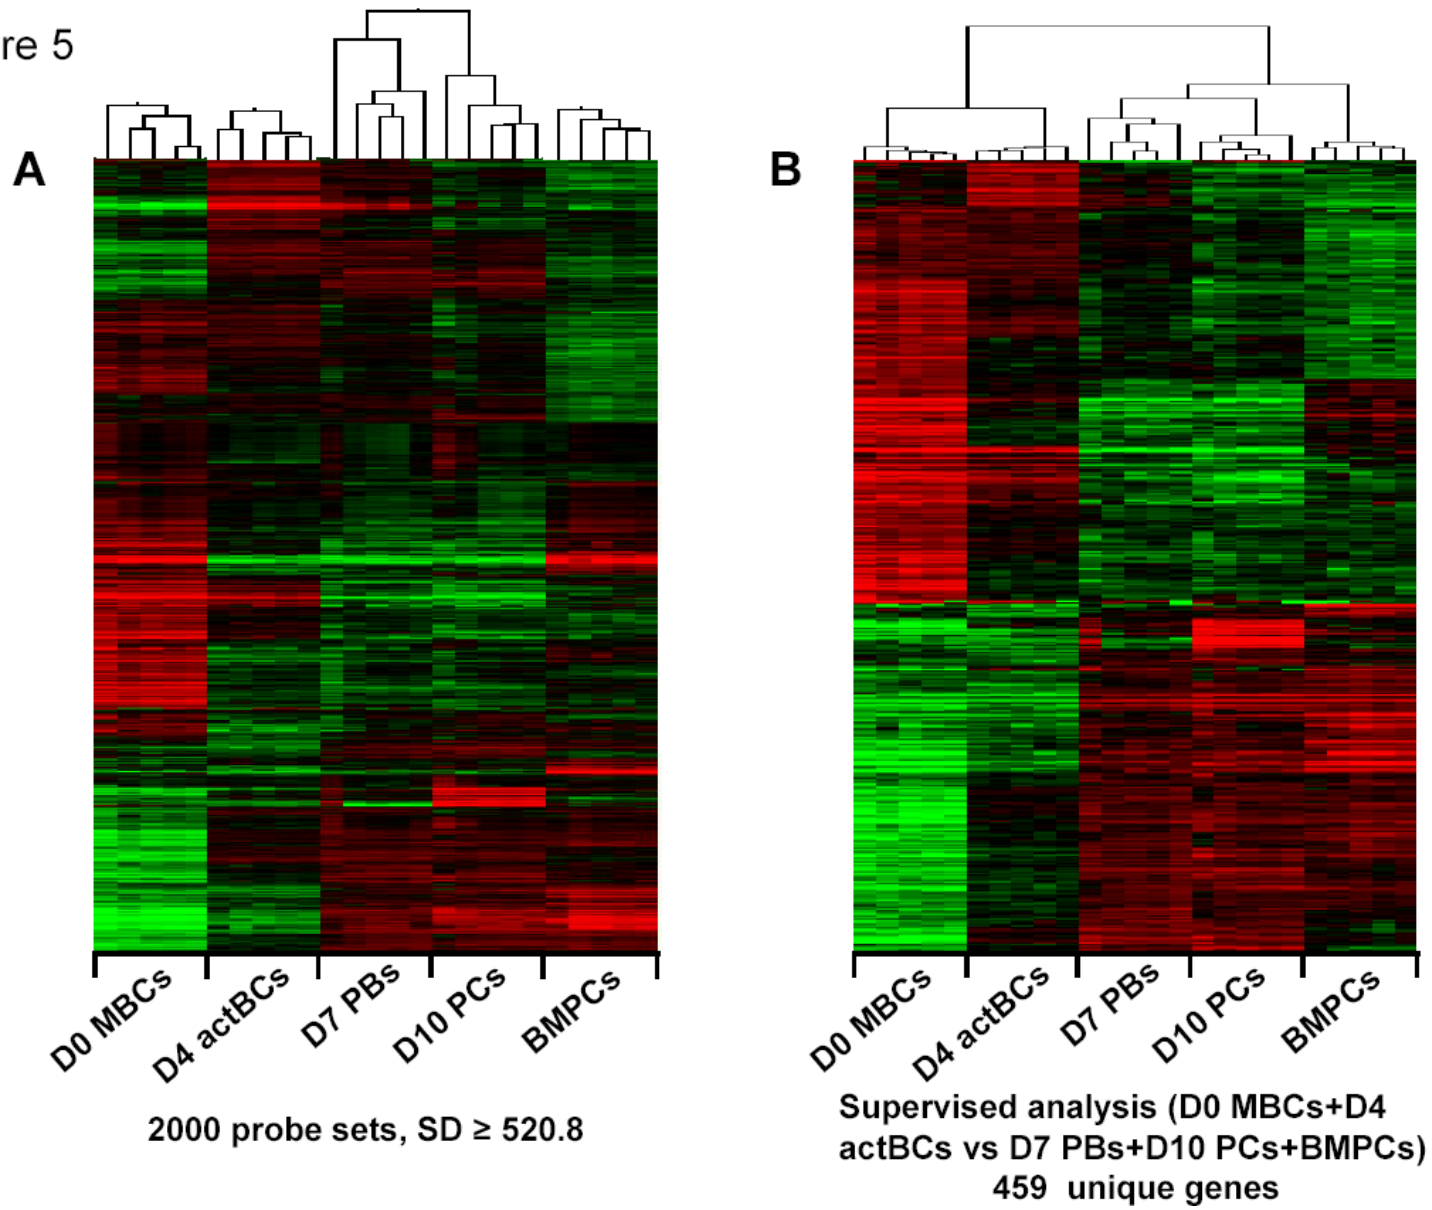 re 5
A
B
D0 MBCs
D4 actBCs
D7 PBs
D10 PCs
BMPCs
D0 MBCs
D4 actBCs
D7 PBs
D10 PCs
BMPCs
2000 probe sets, SD ≥ 520.8
Supervised analysis (D0 MBCs+D4
actBCs vs D7 PBs+D10 PCs+BMPCs)
459 unique genes